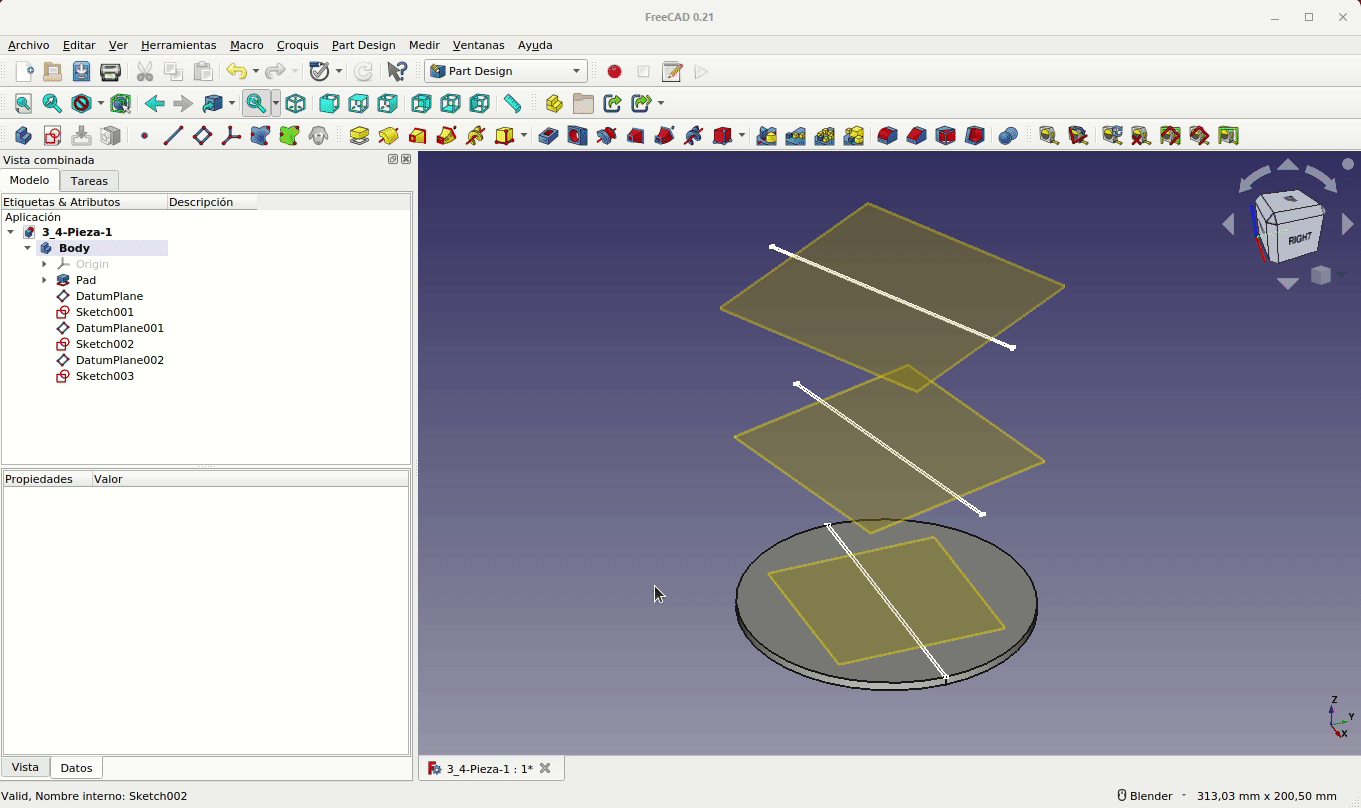 FreeCAD 0.21
Archivo Editar Ver Herramientas Macro Croquis Part Design Medir Ventanas Ayuda
Part Design
Vista combinada
Modelo Tareas
Etiquetas & Atributos Descripción
Aplicación
3_4-Pieza-1
Body
Origin
Pad
DatumPlane
Sketch001
DatumPlane001
Sketch002
DatumPlane002
Sketch003
RIGHT
Propiedades Valor
Z
Y
X
Vista Datos
3_4-Pieza-1 : 1*
Valid, Nombre interno: Sketch002
Blender - 313,03 mm x 200,50 mm